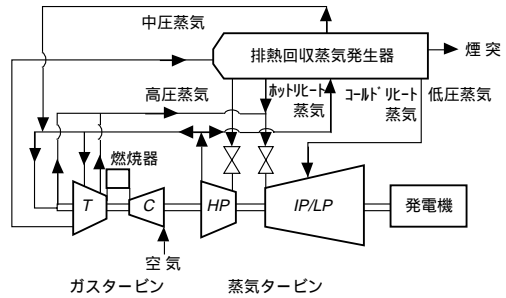 中圧蒸気
排熱回収蒸気発生器
煙突
高圧蒸気
ホットリヒート
蒸気
コールドリヒート
蒸気
低圧蒸気
燃焼器
T
C
HP
IP/LP
発電機
空気
ガスタービン
蒸気タービン